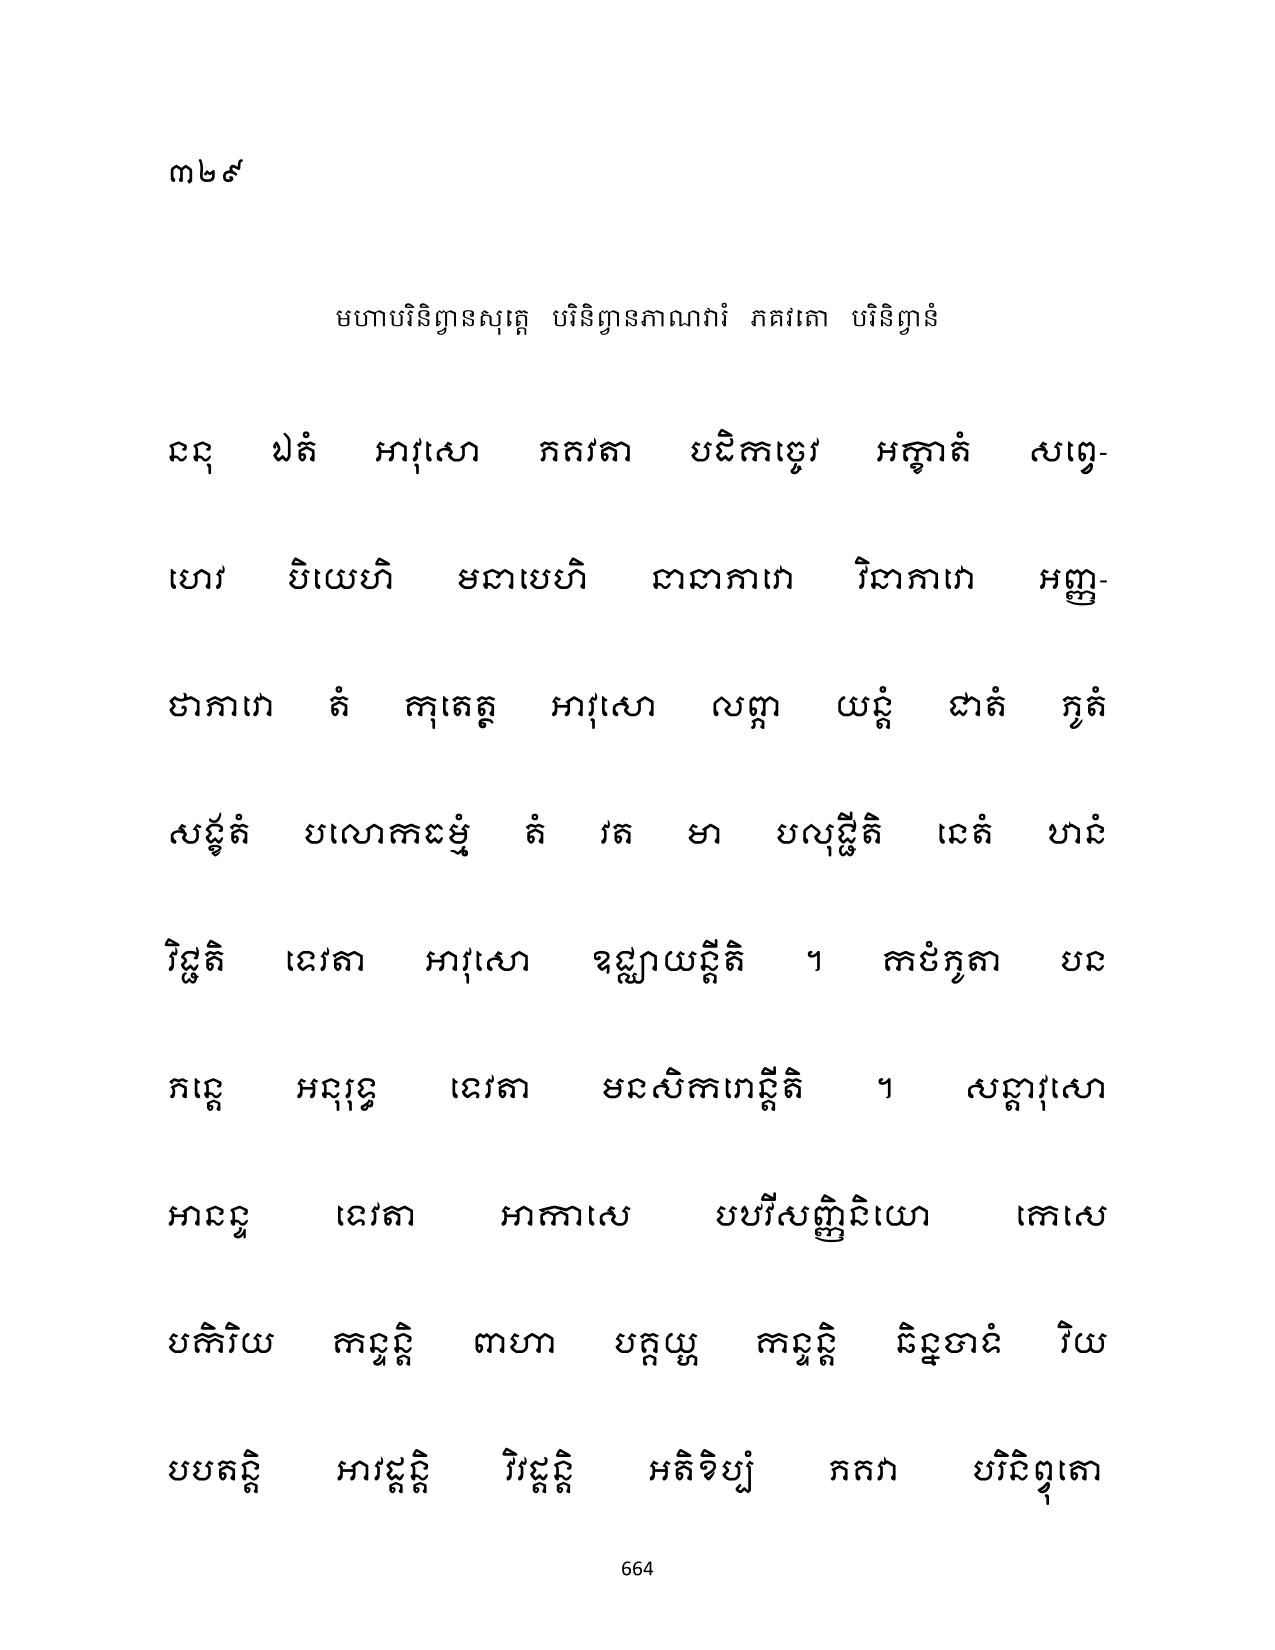 ៣២៩
មហាបរិនិព្វានសុត្តេ បរិនិព្វានភាណវារំ ភគវតោ បរិនិព្វានំ
ននុ ឯតំ អាវុសោ ភគវតា បដិកច្ចេវ អក្ខាតំ សព្វេ-
ហេវ បិយេហិ មនាបេហិ នានាភាវោ វិនាភាវោ អញ្ញ-
ថាភាវោ តំ កុតេត្ថ អាវុសោ លព្ភា យន្តំ ជាតំ ភូតំ
សង្ខតំ បលោកធម្មំ តំ វត មា បលុជ្ជីតិ នេតំ ឋានំ
វិជ្ជតិ ទេវតា អាវុសោ ឧជ្ឈាយន្តីតិ ។ កថំភូតា បន
ភន្តេ អនុរុទ្ធ ទេវតា មនសិករោន្តីតិ ។ សន្តាវុសោ
អានន្ទ ទេវតា អាកាសេ បឋវីសញ្ញិនិយោ កេសេ
បកិរិយ កន្ទន្តិ ពាហា បគ្គយ្ហ កន្ទន្តិ ឆិន្នបាទំ វិយ
បបតន្តិ អាវដ្តន្តិ វិវដ្តន្តិ អតិខិប្បំ ភគវា បរិនិព្វុតោ
664